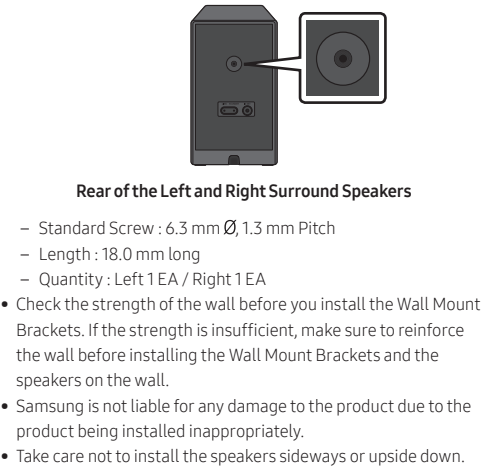 Rear of the Left and Right Surround Speakers
– Standard Screw : 6.3 mm Ø, 1.3 mm Pitch
– Length : 18.0 mm long
– Quantity : Left 1 EA / Right 1 EA
• Check the strength of the wall before you install the Wall Mount
Brackets. If the strength is insufficient, make sure to reinforce
the wall before installing the Wall Mount Brackets and the
speakers on the wall.
• Samsung is not liable for any damage to the product due to the
product being installed inappropriately.
• Take care not to install the speakers sideways or upside down.